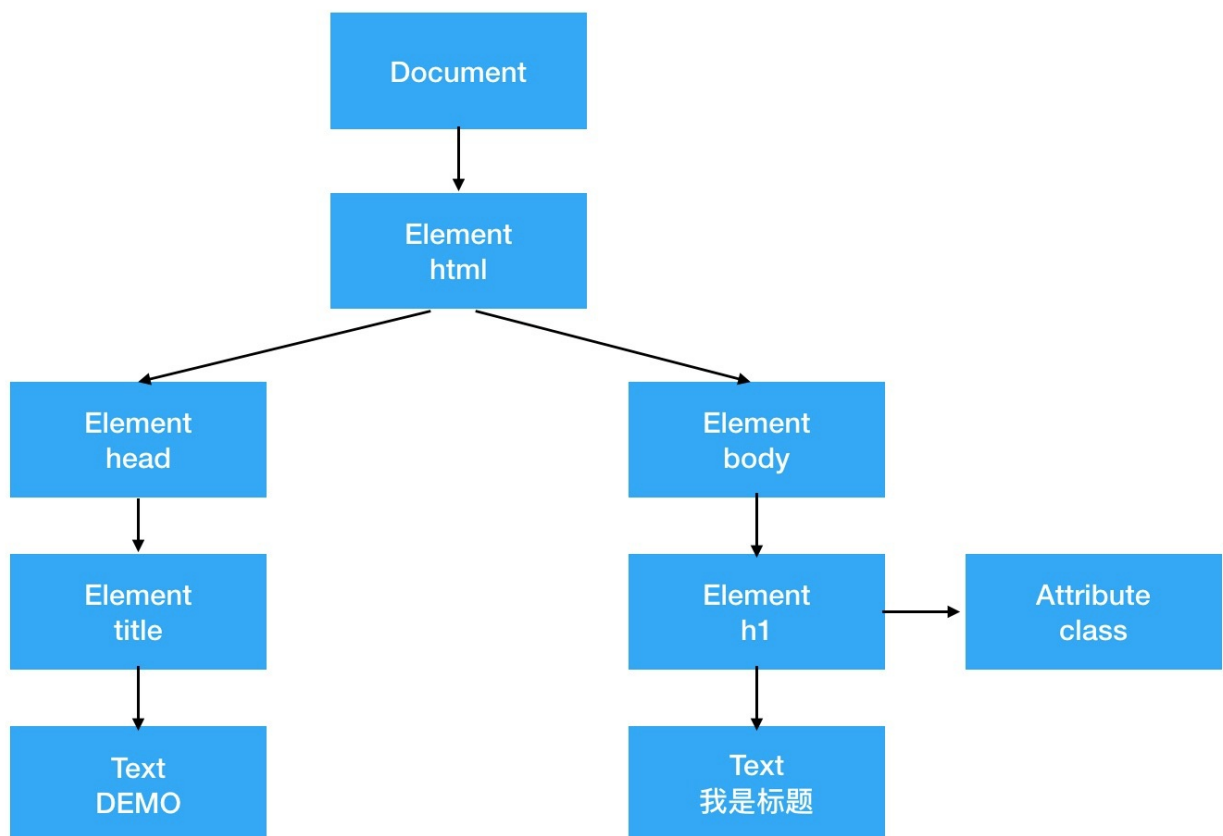 Document
Element
html
Element
head
Element
body
Element
title
Element
h1
Attribute
class
Text
DEMO
Text
我是标题